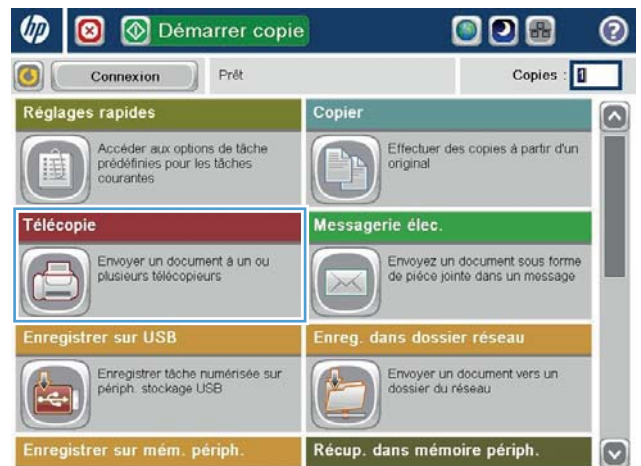 hp Démarrer copie ?
Connexion Prêt Copies : 1
Réglages rapides
Accéder aux options de tâche
prédéfinies pour les tâches
courantes
Copier
Effectuer des copies à partir d'un
original
Télécopie
Envoyer un document à un ou
plusieurs télécopieurs
Messagerie élec.
Envoyez un document sous forme
de pièce jointe dans un message
Enregistrer sur USB
Enregistrer tâche numérisée sur
périph. stockage USB
Enreg. dans dossier réseau
Envoyer un document vers un
dossier du réseau
Enregistrer sur mém. périph.
Récup. dans mémoire périph.